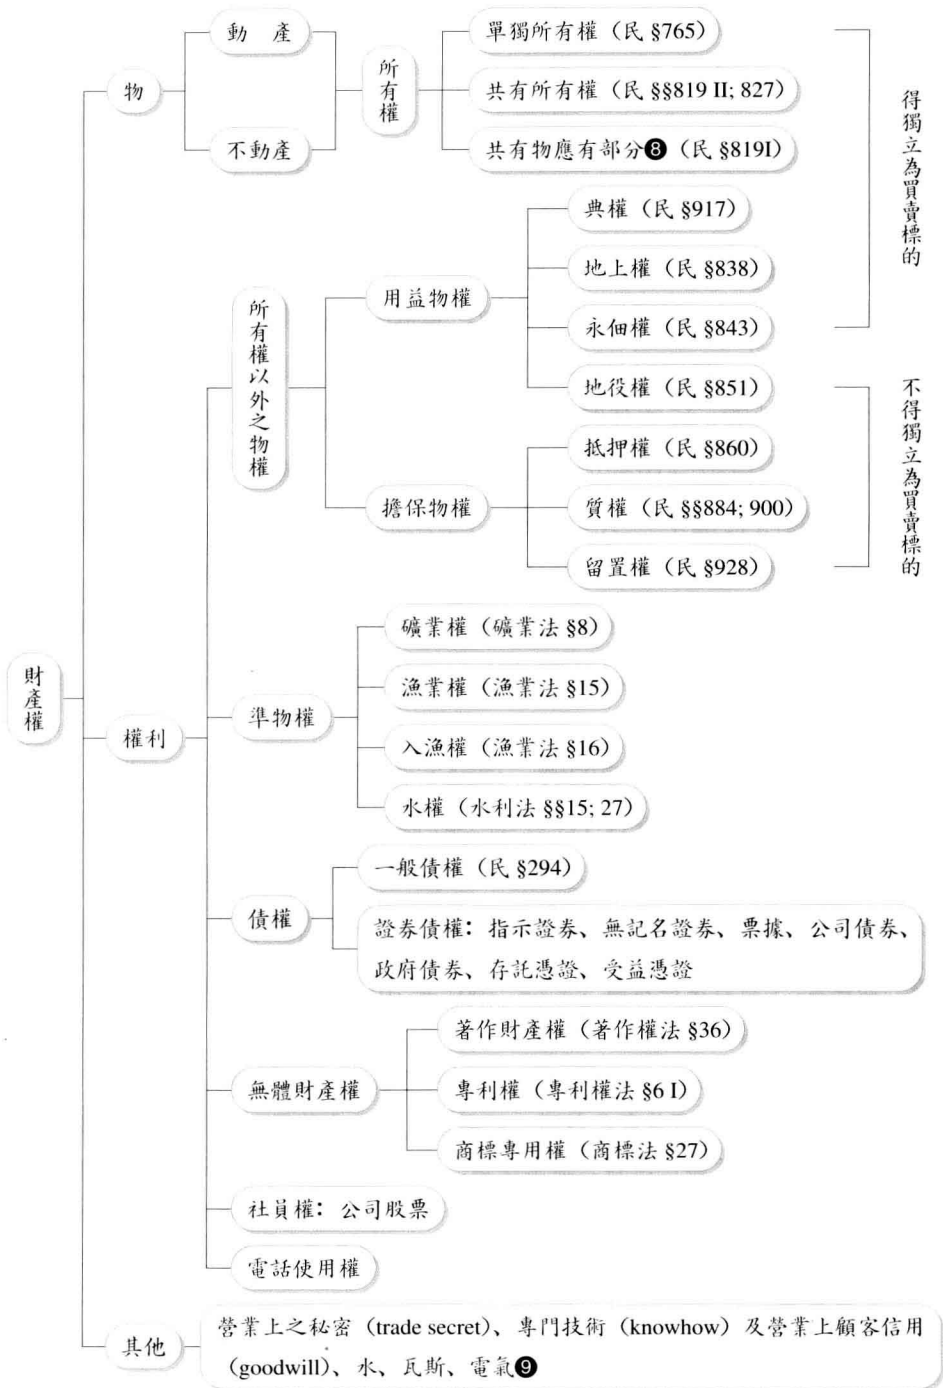 財產權
物
動　產
不動產
所有權
單獨所有權（民 §765）
共有所有權（民 §§819 II; 827）
共有物應有部分❽（民 §819I）
得獨立為買賣標的
權利
所有權以外之物權
用益物權
典權（民 §917）
地上權（民 §838）
永佃權（民 §843）
地役權（民 §851）
擔保物權
抵押權（民 §860）
質權（民 §§884; 900）
留置權（民 §928）
不得獨立為買賣標的
準物權
礦業權（礦業法 §8）
漁業權（漁業法 §15）
入漁權（漁業法 §16）
水權（水利法 §§15; 27）
債權
一般債權（民 §294）
證券債權：指示證券、無記名證券、票據、公司債券、
政府債券、存託憑證、受益憑證
無體財產權
著作財產權（著作權法 §36）
專利權（專利權法 §6 I）
商標專用權（商標法 §27）
社員權：公司股票
電話使用權
其他
營業上之秘密（trade secret）、專門技術（knowhow）及營業上顧客信用
（goodwill）、水、瓦斯、電氣❾